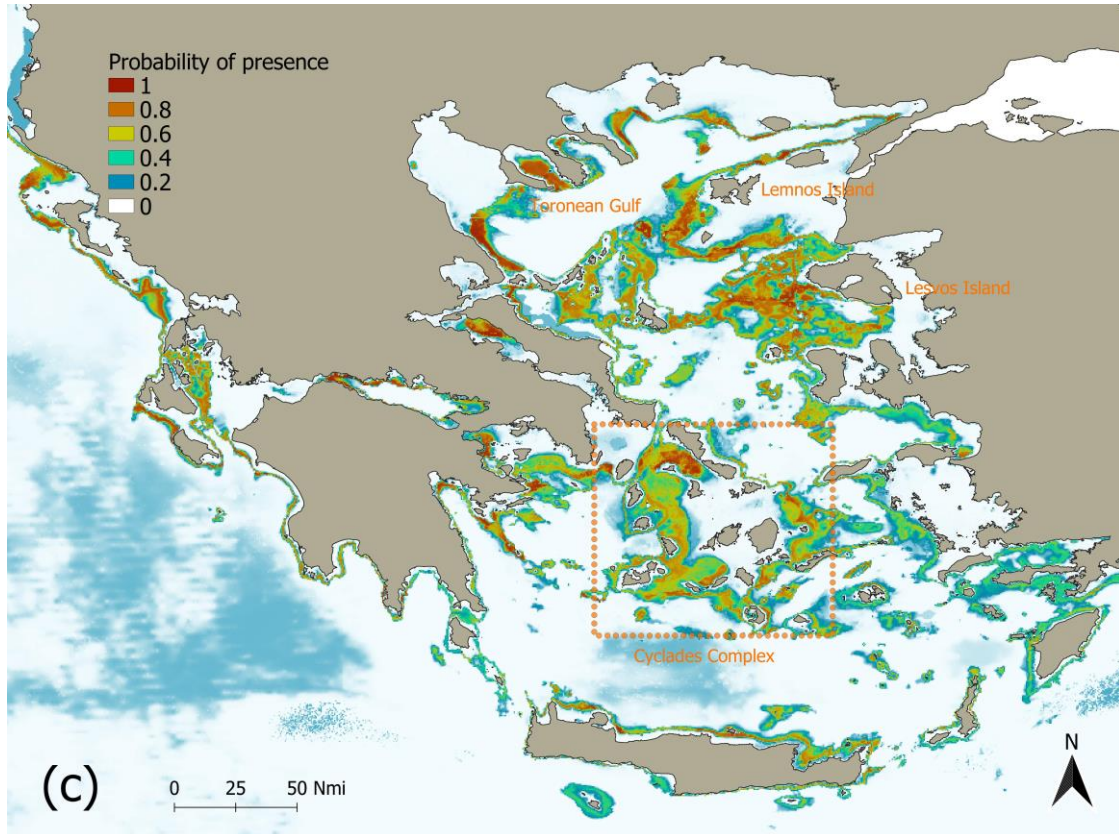 Probability of presence
1
0.8
0.6
0.4
0.2
0
Lemnos Island
Toronean Gulf
Lesvos Island
Cyclades Complex
(c)
0 25 50 Nmi
N